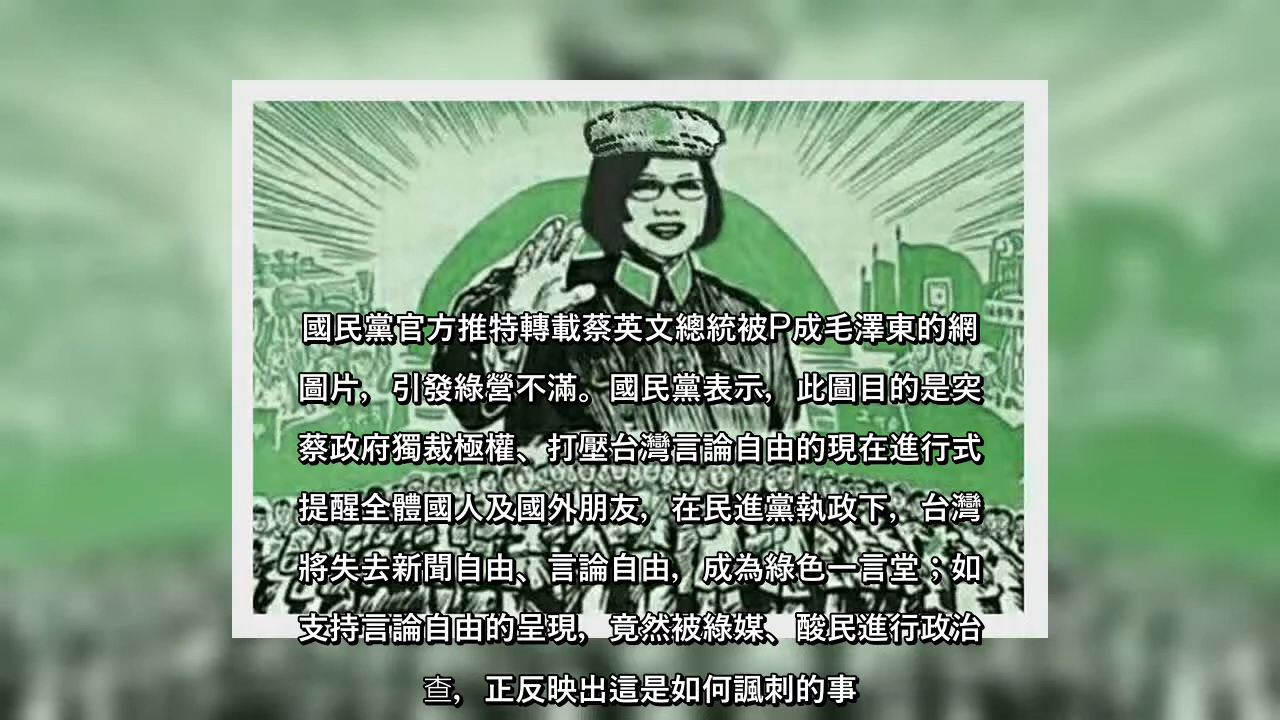 國民黨官方推特轉載蔡英文總統被P成毛澤東的網
圖片，引發綠營不滿。國民黨表示，此圖目的是突
蔡政府獨裁極權、打壓台灣言論自由的現在進行式
提醒全體國人及國外朋友，在民進黨執政下，台灣
將失去新聞自由、言論自由，成為綠色一言堂；如
支持言論自由的呈現，竟然被綠媒、酸民進行政治
查，正反映出這是如何諷刺的事